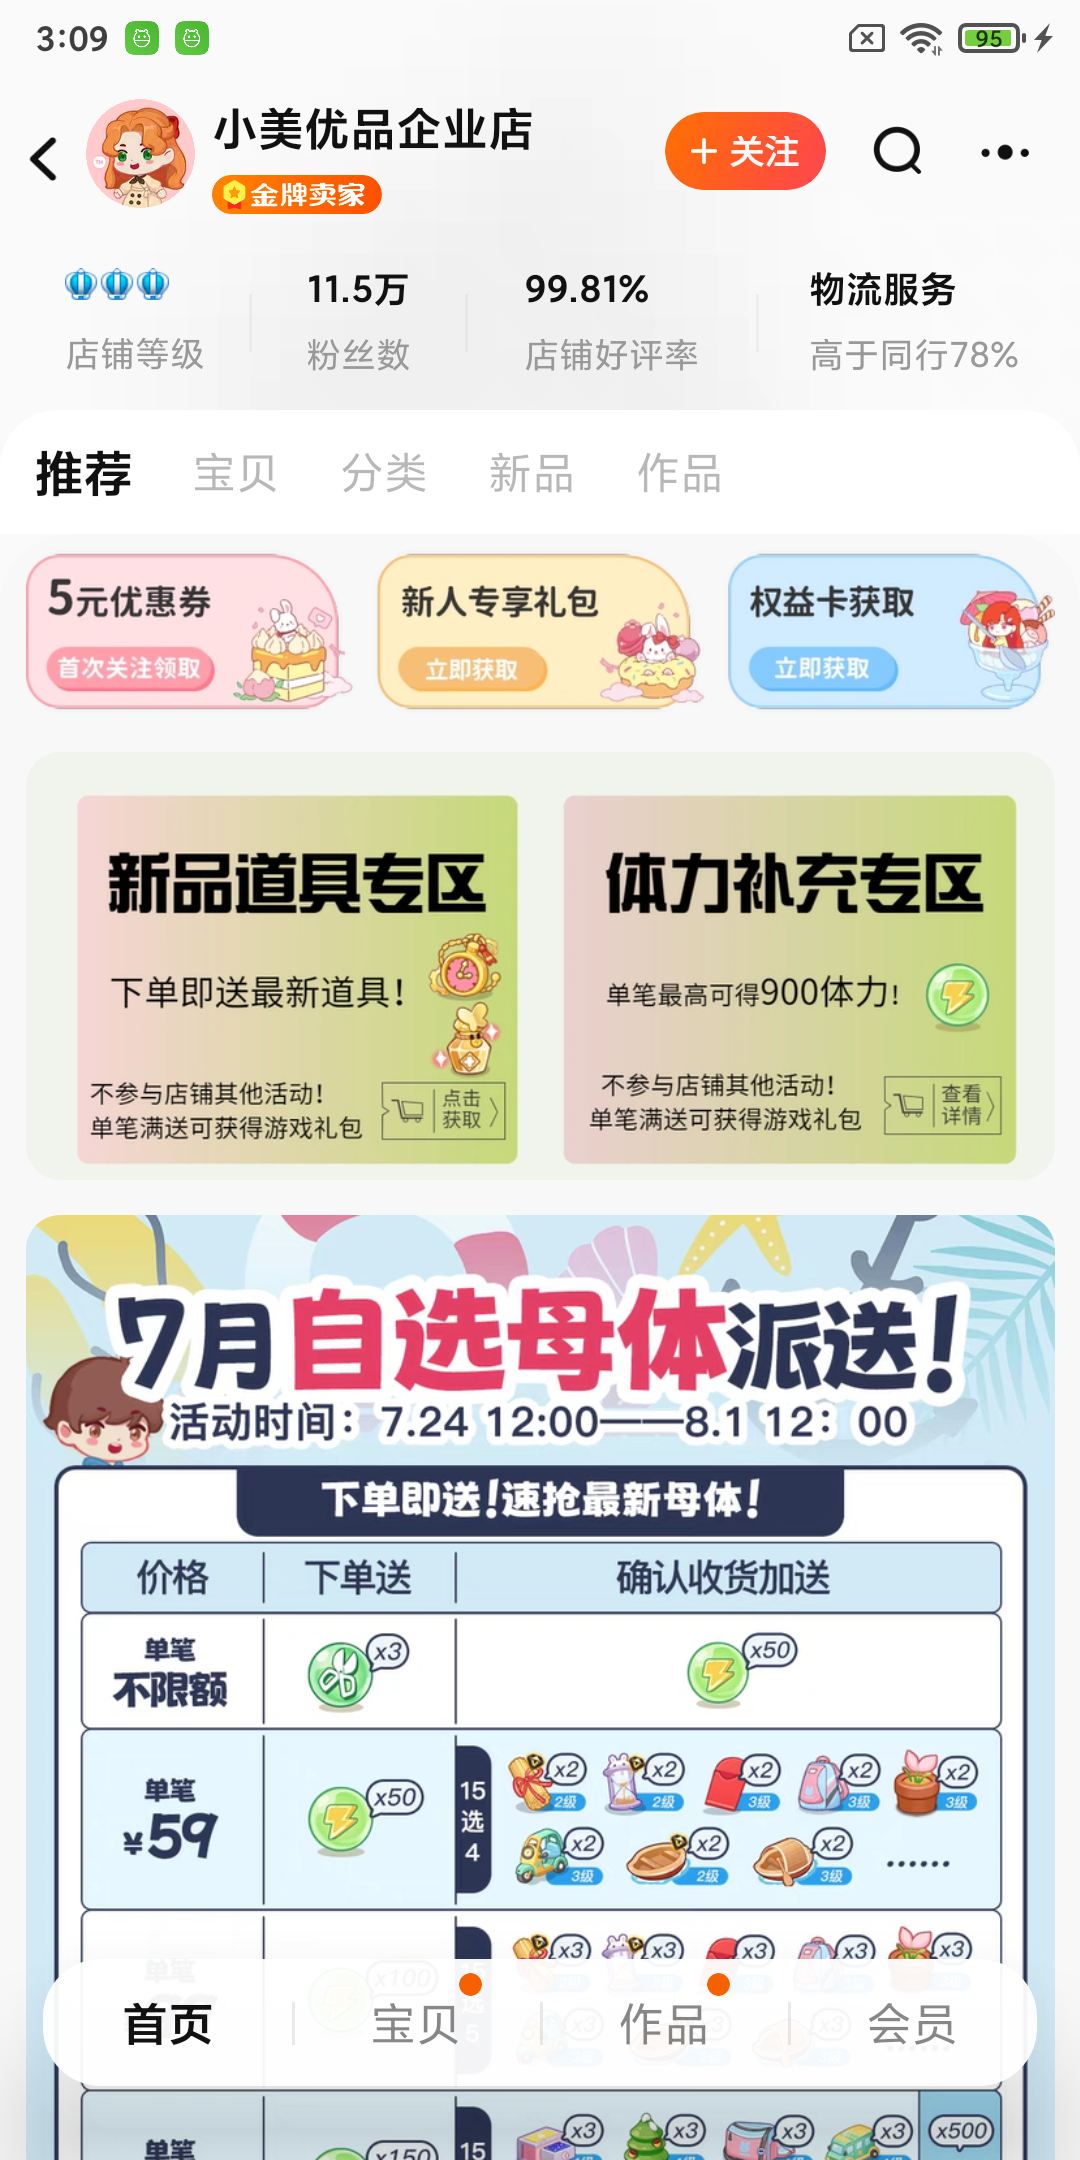 3:09
95
小美优品企业店
金牌卖家
+ 关注
11.5万
99.81%
物流服务
店铺等级
粉丝数
店铺好评率
高于同行78%
推荐
宝贝
分类
新品
作品
5元优惠券
首次关注领取
新人专享礼包
立即获取
权益卡获取
立即获取
新品道具专区
下单即送最新道具！
不参与店铺其他活动！
单笔满送可获得游戏礼包
点击
获取
体力补充专区
单笔最高可得900体力！
不参与店铺其他活动！
单笔满送可获得游戏礼包
查看
详情
7月自选母体派送！
活动时间：7.24 12:00——8.1 12：00
下单即送！速抢最新母体！
价格
下单送
确认收货加送
单笔
不限额
x3
x50
单笔
¥59
x50
15
选
4
x2
2级
x2
2级
x2
3级
x2
3级
x2
3级
x2
3级
x2
2级
x2
3级
......
单笔
x100
x3
x3
x3
x3
x3
首页
宝贝
作品
会员
单笔
x150
15
x3
x3
x3
x3
x500